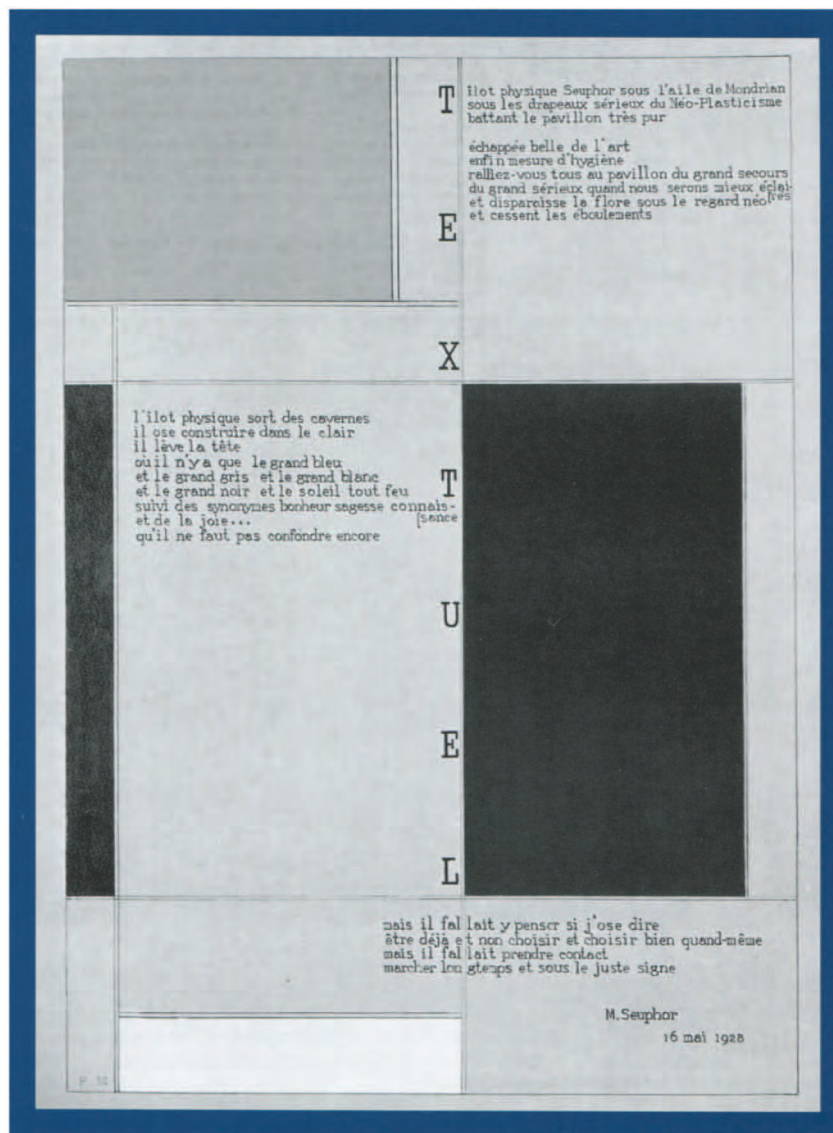 TEXTUEL
ilot physique Seuphor sous l'aile de Mondrian
sous les drapeaux sérieux du Néo-Plasticisme
battant le pavillon très pur
échappée belle de l'art
enfin mesure d'hygiène
ralliez-vous tous au pavillon du grand secours
du grand sérieux quand nous serons mieux éclai-
et disparaisse la flore sous le regard néo [rés
et cessent les éboulements
l'ilot physique sort des cavernes
il ose construire dans le clair
il lève la tête
où il n'y a que le grand bleu
et le grand gris et le grand blanc
et le grand noir et le soleil tout feu
suivi des synonymes bonheur sagesse connais-
et de la joie... [sance
qu'il ne faut pas confondre encore
mais il fallait y penser si j'ose dire
être déjà et non choisir et choisir bien quand-même
mais il fallait prendre contact
marcher longtemps et sous le juste signe
M. Seuphor
16 mai 1928